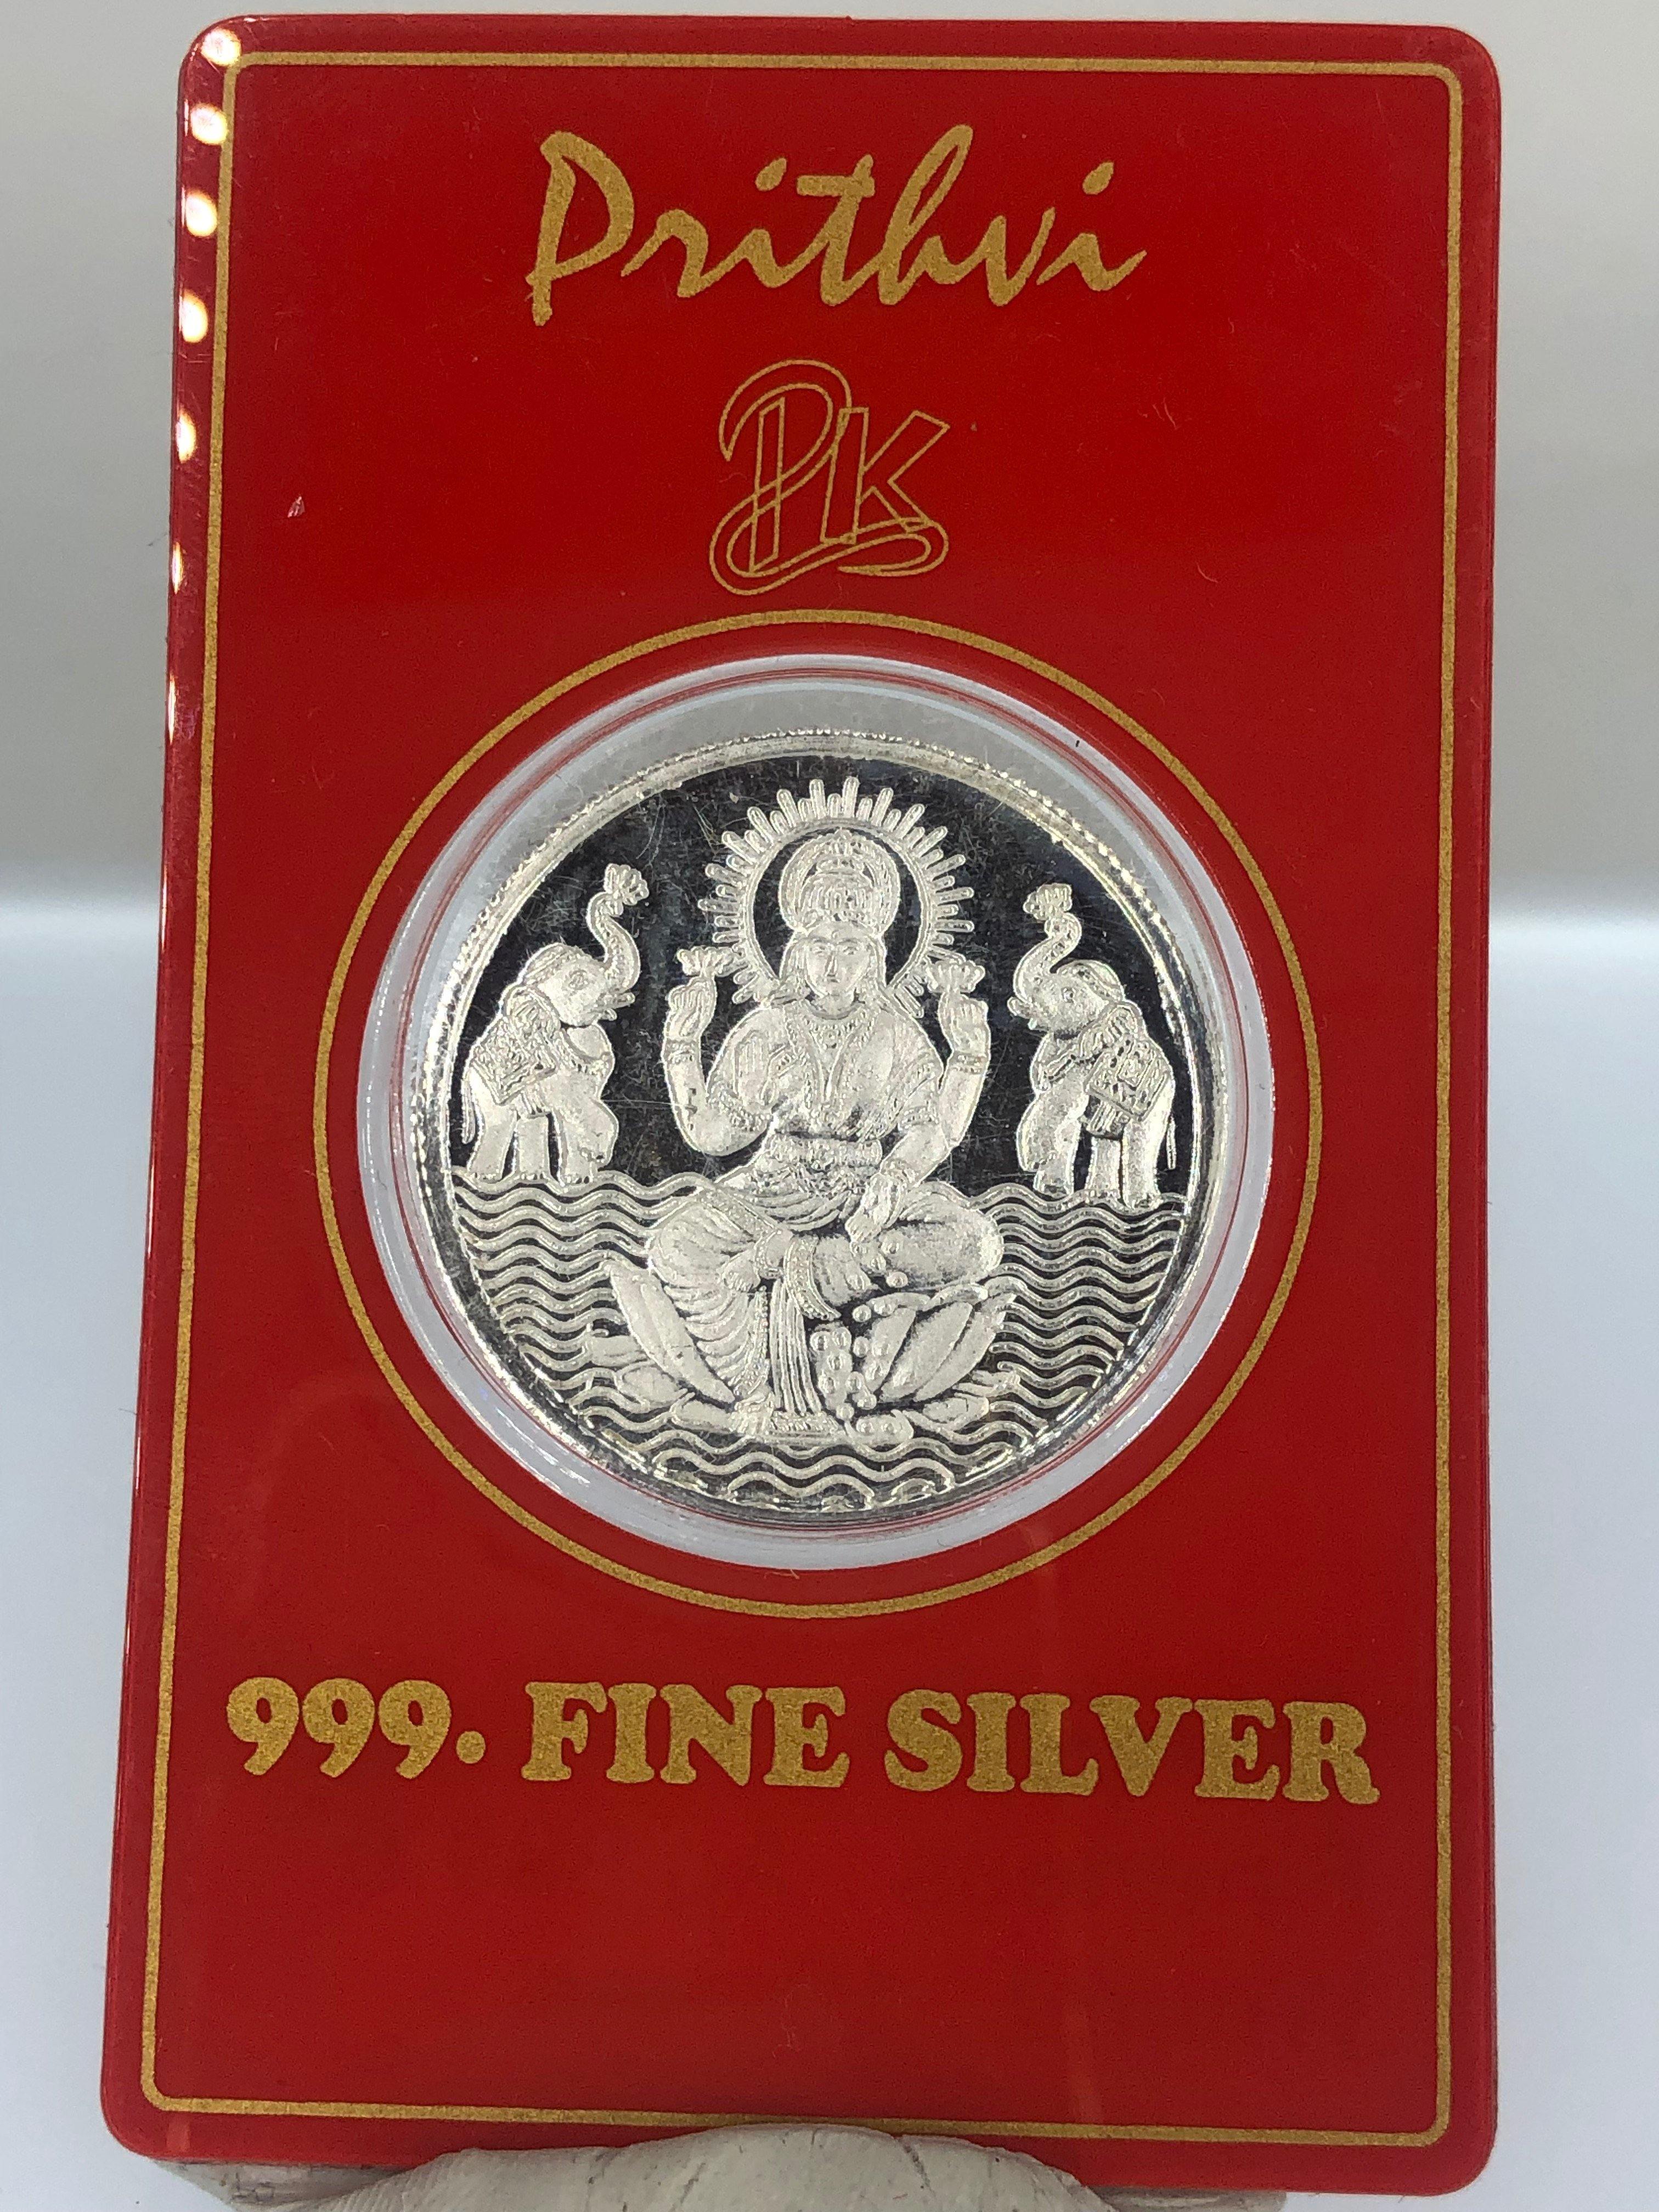 Prithvi
PK
999. FINE SILVER